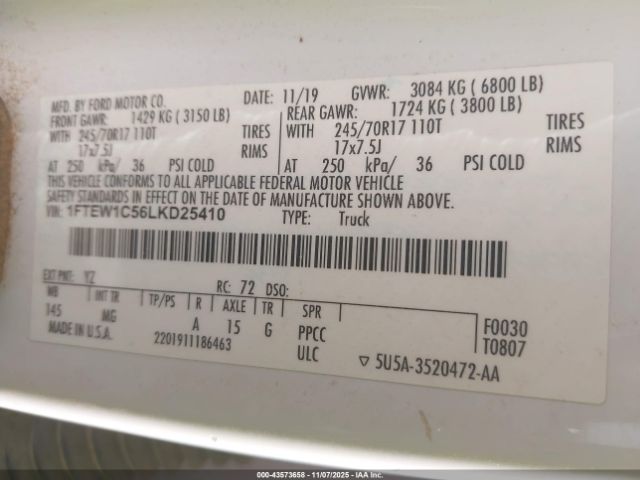 MFD. BY FORD MOTOR CO.
DATE: 11/19 GVWR: 3084 KG ( 6800 LB)
FRONT GAWR: 1429 KG ( 3150 LB) REAR GAWR: 1724 KG ( 3800 LB)
WITH 245/70R17 110T TIRES WITH 245/70R17 110T TIRES
17x7.5J RIMS 17x7.5J RIMS
AT 250 kPa/ 36 PSI COLD AT 250 kPa/ 36 PSI COLD
THIS VEHICLE CONFORMS TO ALL APPLICABLE FEDERAL MOTOR VEHICLE
SAFETY STANDARDS IN EFFECT ON THE DATE OF MANUFACTURE SHOWN ABOVE.
VIN: 1FTEW1C56LKD25410 TYPE: Truck
EXT PNT: YZ RC: 72 DSO:
WB INT TR TP/PS R AXLE TR SPR
145 MG A 15 G PPCC F0030
MADE IN U.S.A. 2201911186463 ULC T0807
▽ 5U5A-3520472-AA
000-43573658 - 11/07/2025 - IAA Inc.